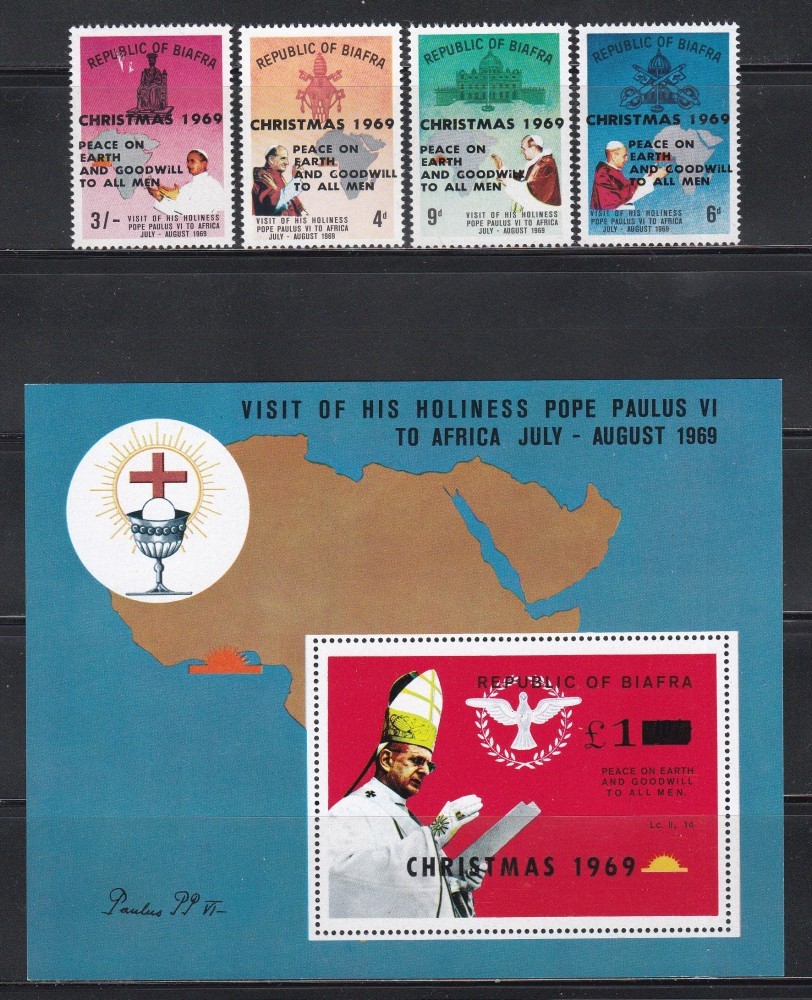 REPUBLIC OF BIAFRA
CHRISTMAS 1969
PEACE ON
EARTH
AND GOODWILL
TO ALL MEN
3/-
VISIT OF HIS HOLINESS
POPE PAULUS VI TO AFRICA
JULY - AUGUST 1969
REPUBLIC OF BIAFRA
CHRISTMAS 1969
PEACE ON
EARTH
AND GOODWILL
TO ALL MEN
4d
VISIT OF HIS HOLINESS
POPE PAULUS VI TO AFRICA
JULY - AUGUST 1969
REPUBLIC OF BIAFRA
CHRISTMAS 1969
PEACE ON
EARTH
AND GOODWILL
TO ALL MEN
9d
VISIT OF HIS HOLINESS
POPE PAULUS VI TO AFRICA
JULY - AUGUST 1969
REPUBLIC OF BIAFRA
CHRISTMAS 1969
PEACE ON
EARTH
AND GOODWILL
TO ALL MEN
6d
VISIT OF HIS HOLINESS
POPE PAULUS VI TO AFRICA
JULY - AUGUST 1969
VISIT OF HIS HOLINESS POPE PAULUS VI
TO AFRICA JULY - AUGUST 1969
REPUBLIC OF BIAFRA
£1
PEACE ON EARTH
AND GOODWILL
TO ALL MEN.
Lc. II, 14
CHRISTMAS 1969
Paulus PP VI